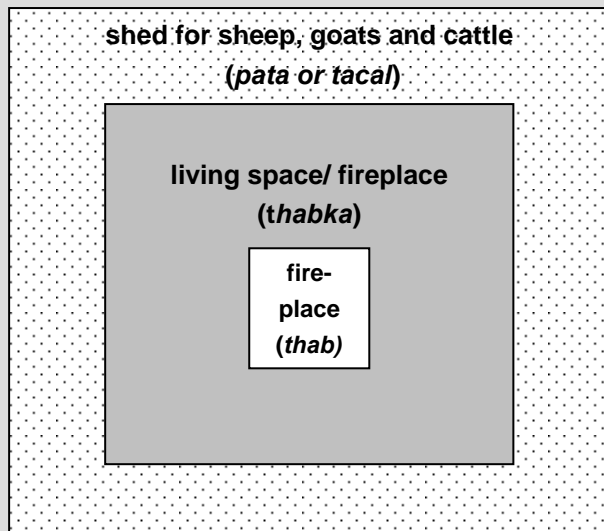 shed for sheep, goats and cattle
(pata or tacal)
living space/ fireplace
(thabka)
fire-
place
(thab)